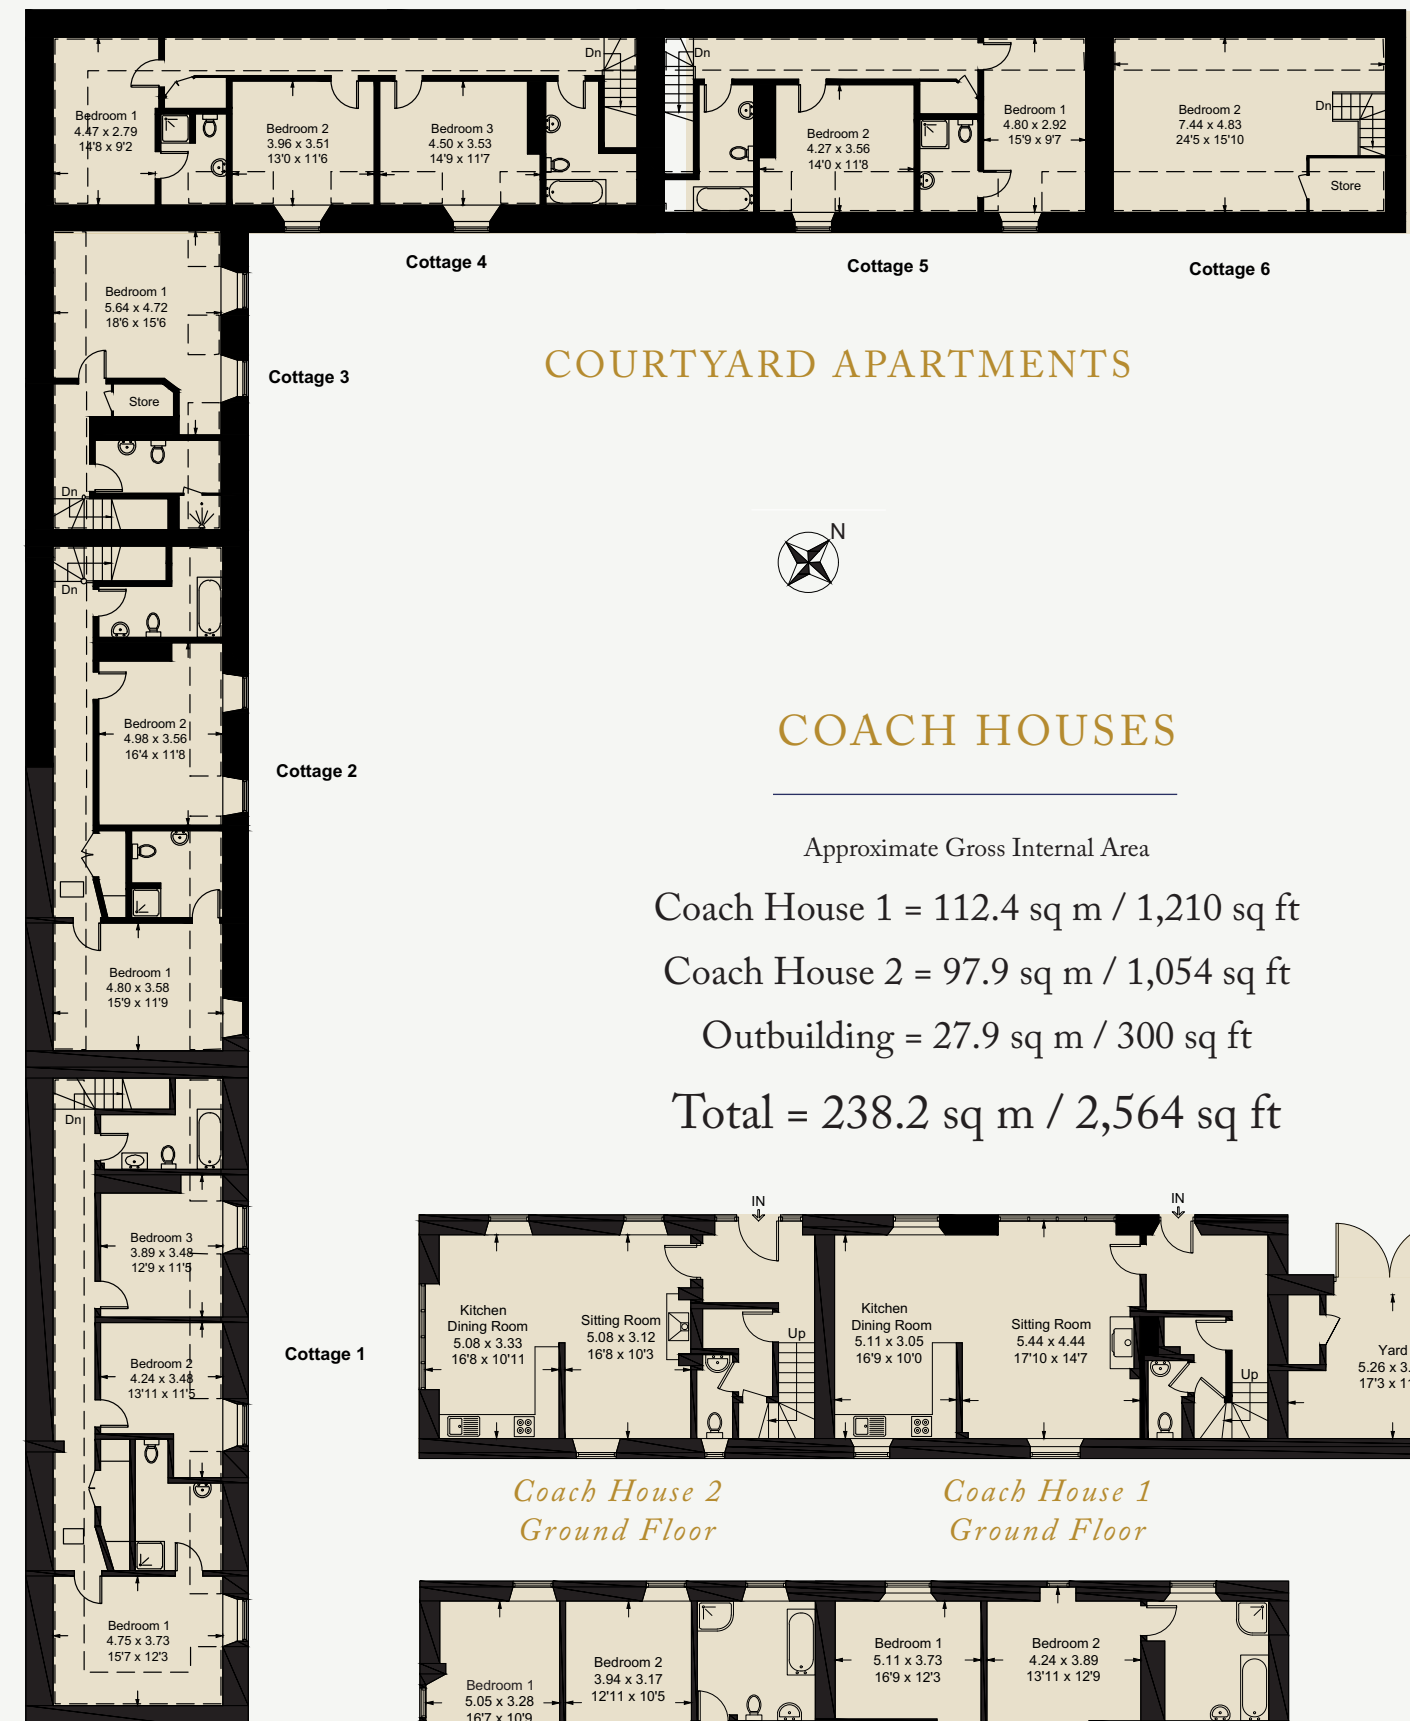 Dn
Dn
Bedroom 1
4.47 x 2.79
14'8 x 9'2
Bedroom 2
3.96 x 3.51
13'0 x 11'6
Bedroom 3
4.50 x 3.53
14'9 x 11'7
Bedroom 2
4.27 x 3.56
14'0 x 11'8
Bedroom 1
4.80 x 2.92
15'9 x 9'7
Bedroom 2
7.44 x 4.83
24'5 x 15'10
Dn
Store
Cottage 4
Cottage 5
Cottage 6
Bedroom 1
5.64 x 4.72
18'6 x 15'6
Cottage 3
COURTYARD APARTMENTS
Store
Dn
N
Dn
Bedroom 2
4.98 x 3.56
16'4 x 11'8
Cottage 2
COACH HOUSES
Approximate Gross Internal Area
Coach House 1 = 112.4 sq m / 1,210 sq ft
Coach House 2 = 97.9 sq m / 1,054 sq ft
Outbuilding = 27.9 sq m / 300 sq ft
Total = 238.2 sq m / 2,564 sq ft
Bedroom 1
4.80 x 3.58
15'9 x 11'9
Dn
Bedroom 3
3.89 x 3.48
12'9 x 11'5
Bedroom 2
4.24 x 3.48
13'11 x 11'5
Cottage 1
Bedroom 1
4.75 x 3.73
15'7 x 12'3
IN
IN
Kitchen
Dining Room
5.08 x 3.33
16'8 x 10'11
Sitting Room
5.08 x 3.12
16'8 x 10'3
Up
Kitchen
Dining Room
5.11 x 3.05
16'9 x 10'0
Sitting Room
5.44 x 4.44
17'10 x 14'7
Up
Yard
5.26 x 3.
17'3 x 1
Coach House 2
Ground Floor
Coach House 1
Ground Floor
Bedroom 1
5.05 x 3.28
16'7 x 10'9
Bedroom 2
3.94 x 3.17
12'11 x 10'5
Bedroom 1
5.11 x 3.73
16'9 x 12'3
Bedroom 2
4.24 x 3.89
13'11 x 12'9